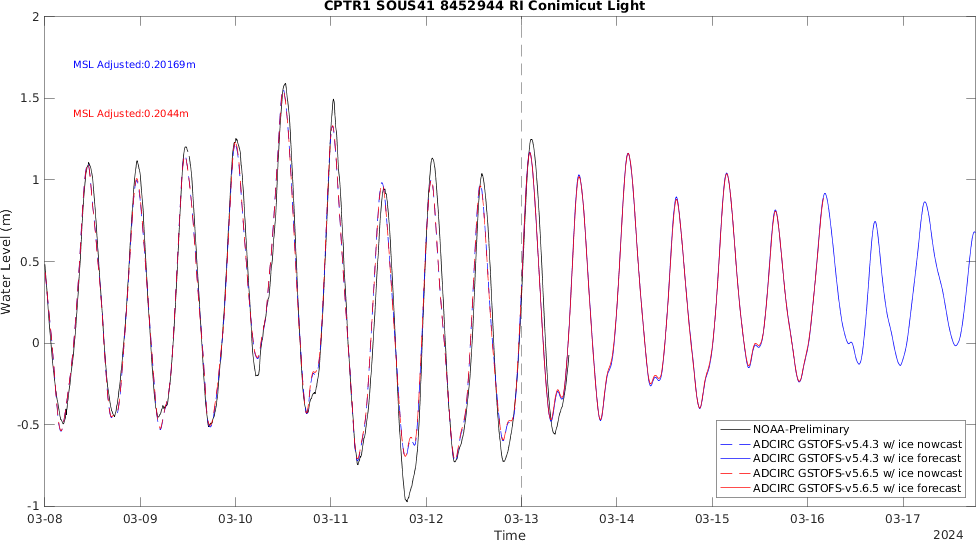 CPTR1 SOUS41 8452944 RI Conimicut Light
2
MSL Adjusted:0.20169m
1.5
MSL Adjusted:0.2044m
1
0.5
0
-0.5
-1
Water Level (m)
NOAA-Preliminary
ADCIRC GSTOFS-v5.4.3 w/ ice nowcast
ADCIRC GSTOFS-v5.4.3 w/ ice forecast
ADCIRC GSTOFS-v5.6.5 w/ ice nowcast
ADCIRC GSTOFS-v5.6.5 w/ ice forecast
03-08 03-09 03-10 03-11 03-12 03-13 03-14 03-15 03-16 03-17
Time
2024